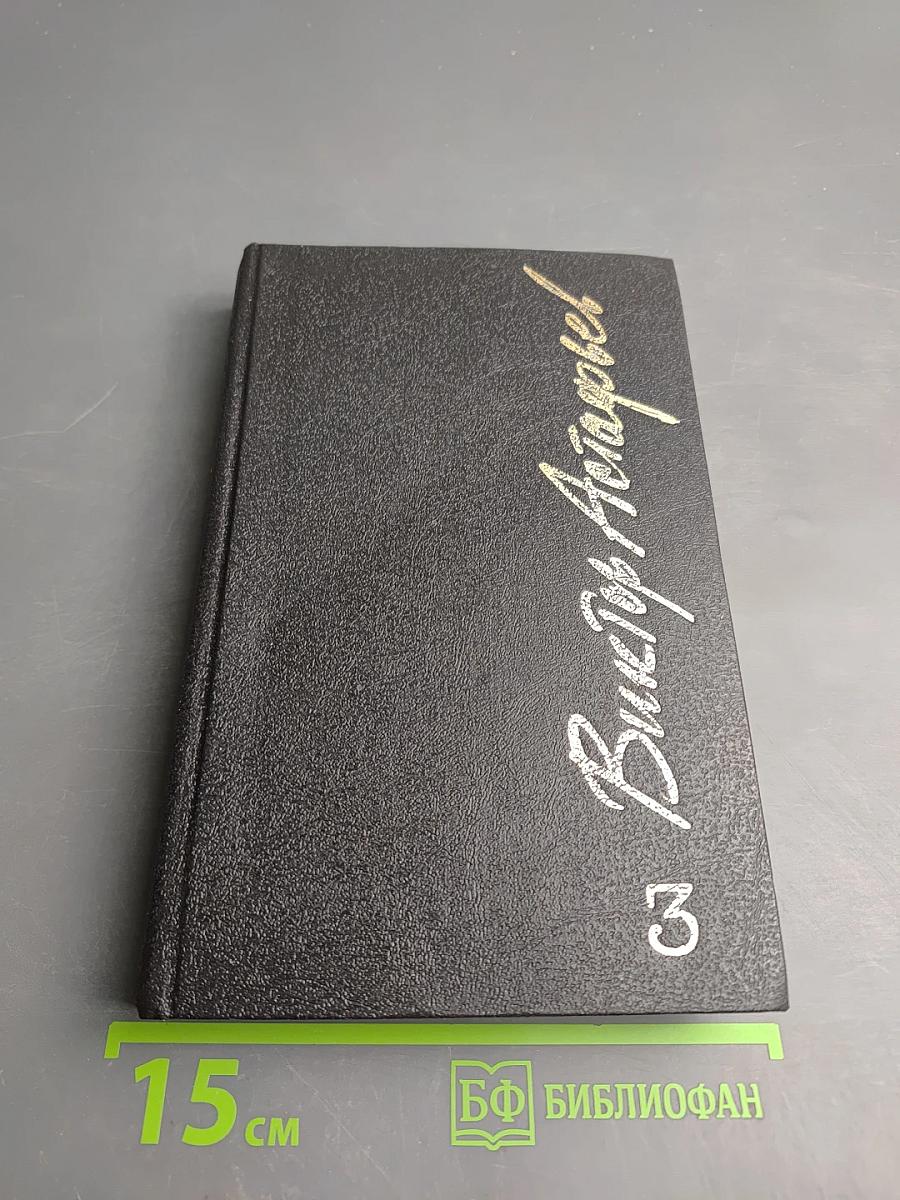 Виктор Астафьев
3
15 см
БФ БИБЛИОФАН